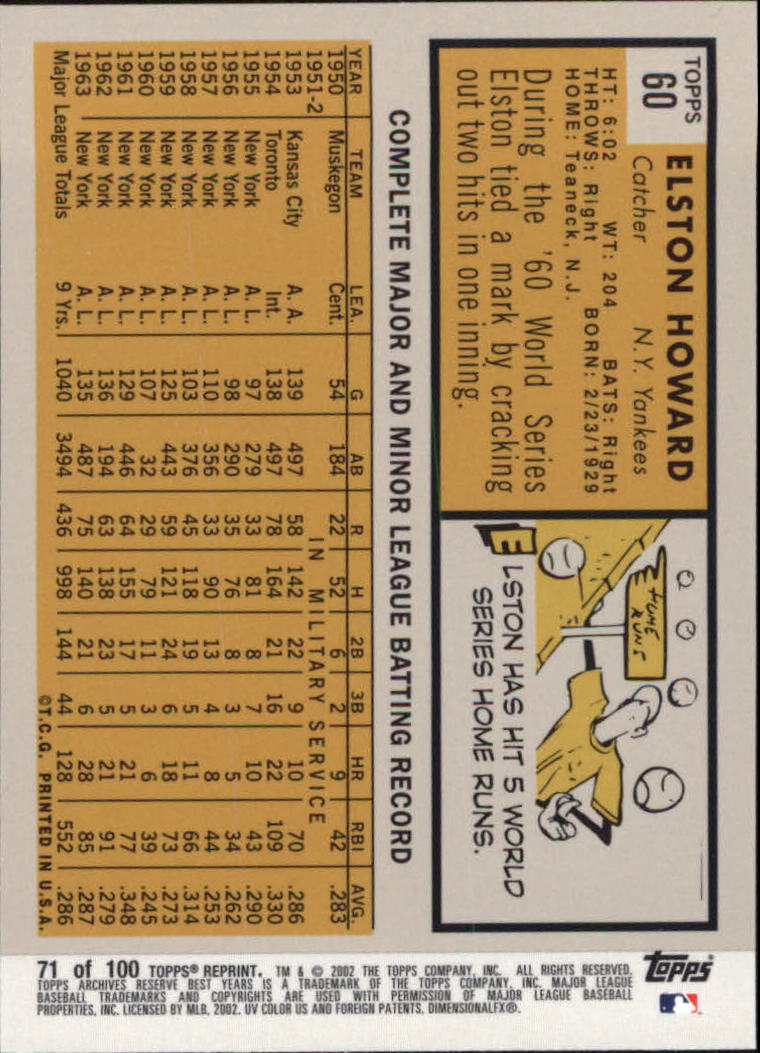 TOPPS
60
ELSTON HOWARD
Catcher N.Y. Yankees
HT: 6:02 WT: 204 BATS: Right
THROWS: Right BORN: 2/23/1929
HOME: Teaneck, N.J.
During the '60 World Series
Elston tied a mark by cracking
out two hits in one inning.
HOME
RUNS
ELSTON HAS HIT 5 WORLD
SERIES HOME RUNS.
COMPLETE MAJOR AND MINOR LEAGUE BATTING RECORD
YEAR TEAM LEA. G AB R H 2B 3B HR RBI AVG.
1950 Muskegon Cent. 54 184 22 52 6 2 9 42 .283
1951-2 IN MILITARY SERVICE
1953 Kansas City A. A. 139 497 58 142 22 9 10 70 .286
1954 Toronto Int. 138 497 78 164 21 16 22 109 .330
1955 New York A. L. 97 279 33 81 8 7 10 43 .290
1956 New York A. L. 98 290 35 76 8 3 5 34 .262
1957 New York A. L. 110 356 33 90 13 4 8 44 .253
1958 New York A. L. 103 376 45 118 19 5 11 66 .314
1959 New York A. L. 125 443 59 121 24 6 18 73 .273
1960 New York A. L. 107 32 29 79 11 3 6 39 .245
1961 New York A. L. 129 446 64 155 17 5 21 77 .348
1962 New York A. L. 136 194 63 138 23 5 21 91 .279
1963 New York A. L. 135 487 75 140 21 6 28 85 .287
Major League Totals 9 Yrs. 1040 3494 436 998 144 44 128 552 .286
©T.C.G. PRINTED IN U.S.A.
71 of 100 TOPPS® REPRINT. TM & © 2002 THE TOPPS COMPANY, INC. ALL RIGHTS RESERVED.
TOPPS ARCHIVES RESERVE BEST YEARS IS A TRADEMARK OF THE TOPPS COMPANY, INC. MAJOR LEAGUE
BASEBALL TRADEMARKS AND COPYRIGHTS ARE USED WITH PERMISSION OF MAJOR LEAGUE BASEBALL
PROPERTIES, INC. LICENSED BY MLB, 2002. UV COLOR US AND FOREIGN PATENTS, DIMENSIONALFX®.
topps®